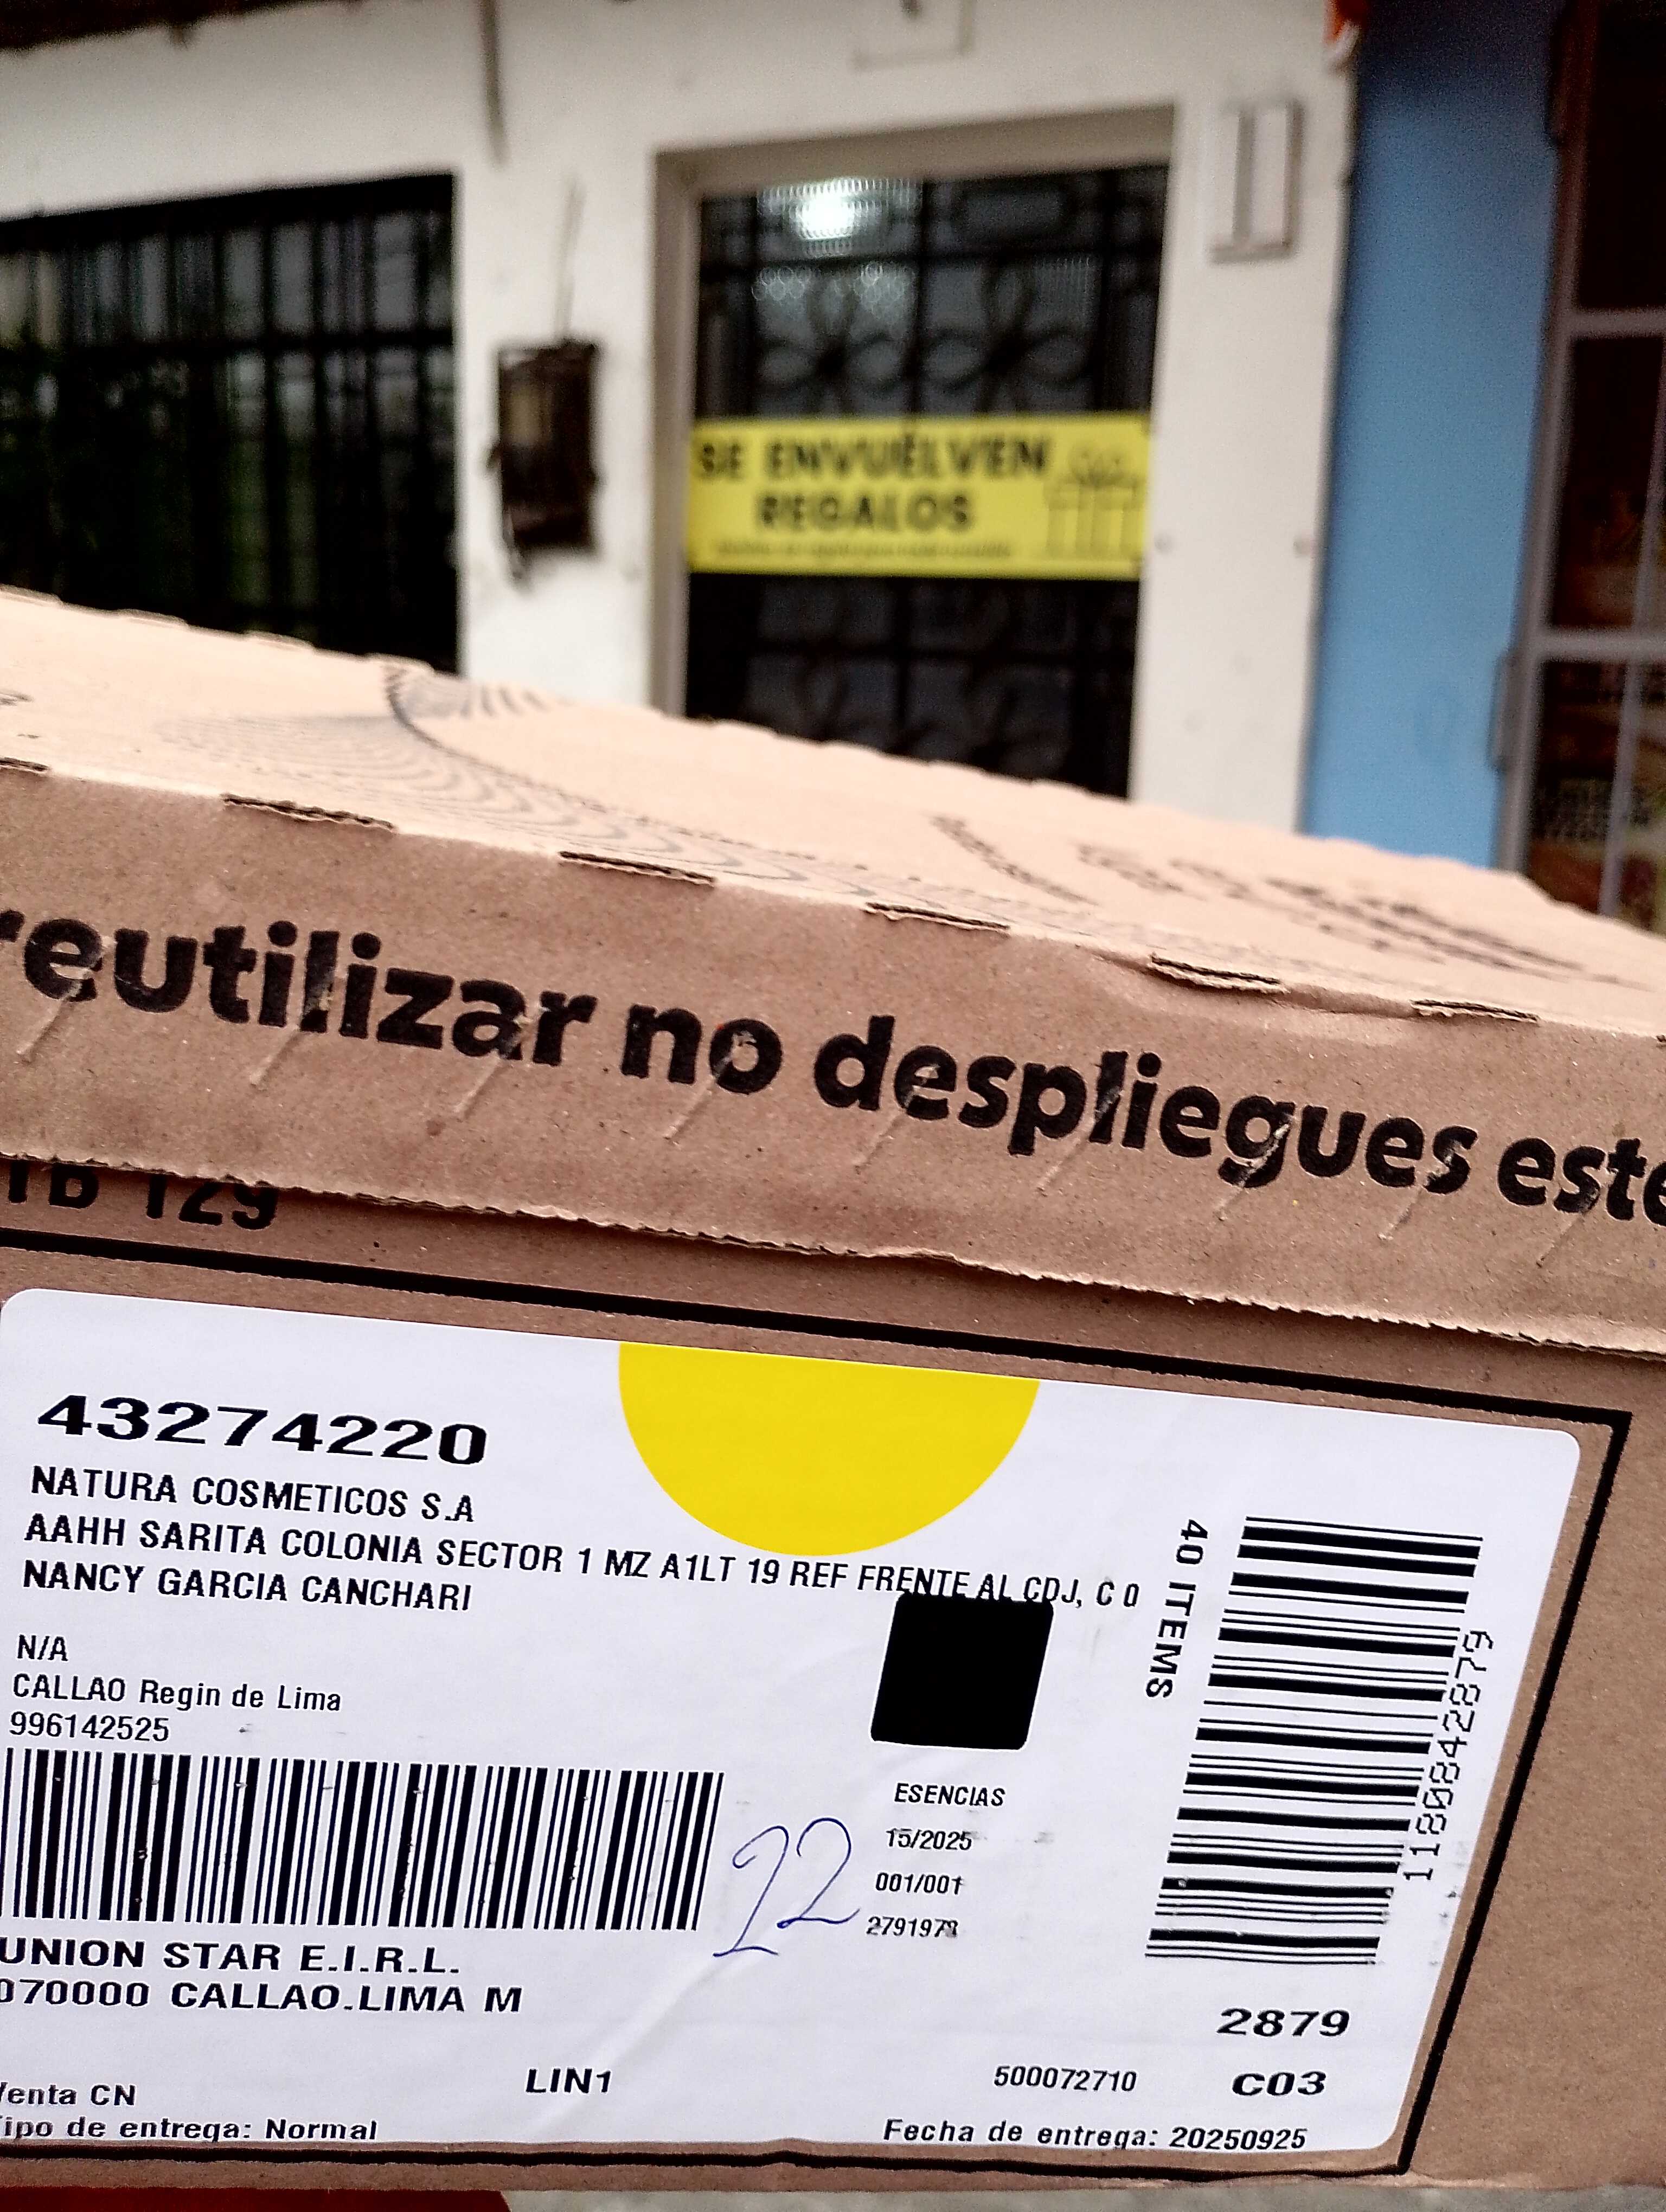 SE ENVUELVEN
REGALOS
reutilizar no despliegues este
129
43274220
NATURA COSMETICOS S.A
AAHH SARITA COLONIA SECTOR 1 MZ A1LT 19 REF FRENTE AL CDJ, C 0
NANCY GARCIA CANCHARI
N/A
CALLAO Regin de Lima
996142525
40 ITEMS
ESENCIAS
15/2025
001/001
12
UNION STAR E.I.R.L.
070000 CALLAO.LIMA M
2879
LIN1
500072710
C03
Venta CN
Tipo de entrega: Normal
Fecha de entrega: 20250925